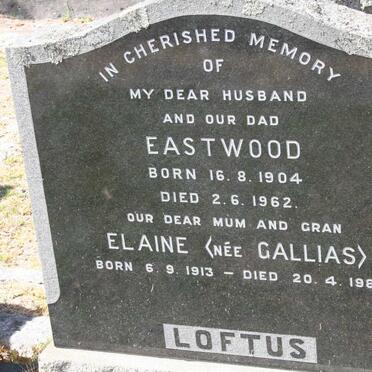 IN CHERISHED MEMORY
OF
MY DEAR HUSBAND
AND OUR DAD
EASTWOOD
BORN 16.8.1904
DIED 2.6.1962.
OUR DEAR MUM AND GRAN
ELAINE (NÉE GALLIAS)
BORN 6.9.1913 – DIED 20.4.198
LOFTUS